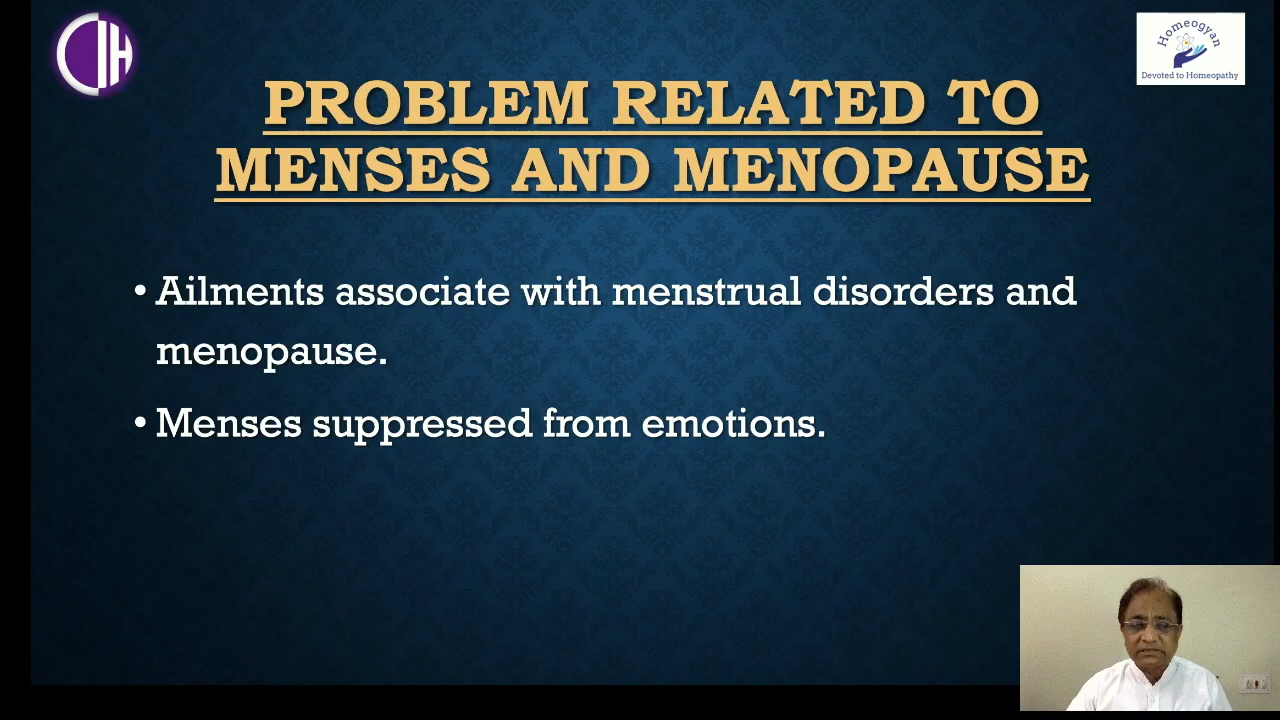 CIH
Homeogyan
Devoted to Homeopathy
PROBLEM RELATED TO
MENSES AND MENOPAUSE
• Ailments associate with menstrual disorders and
menopause.
• Menses suppressed from emotions.